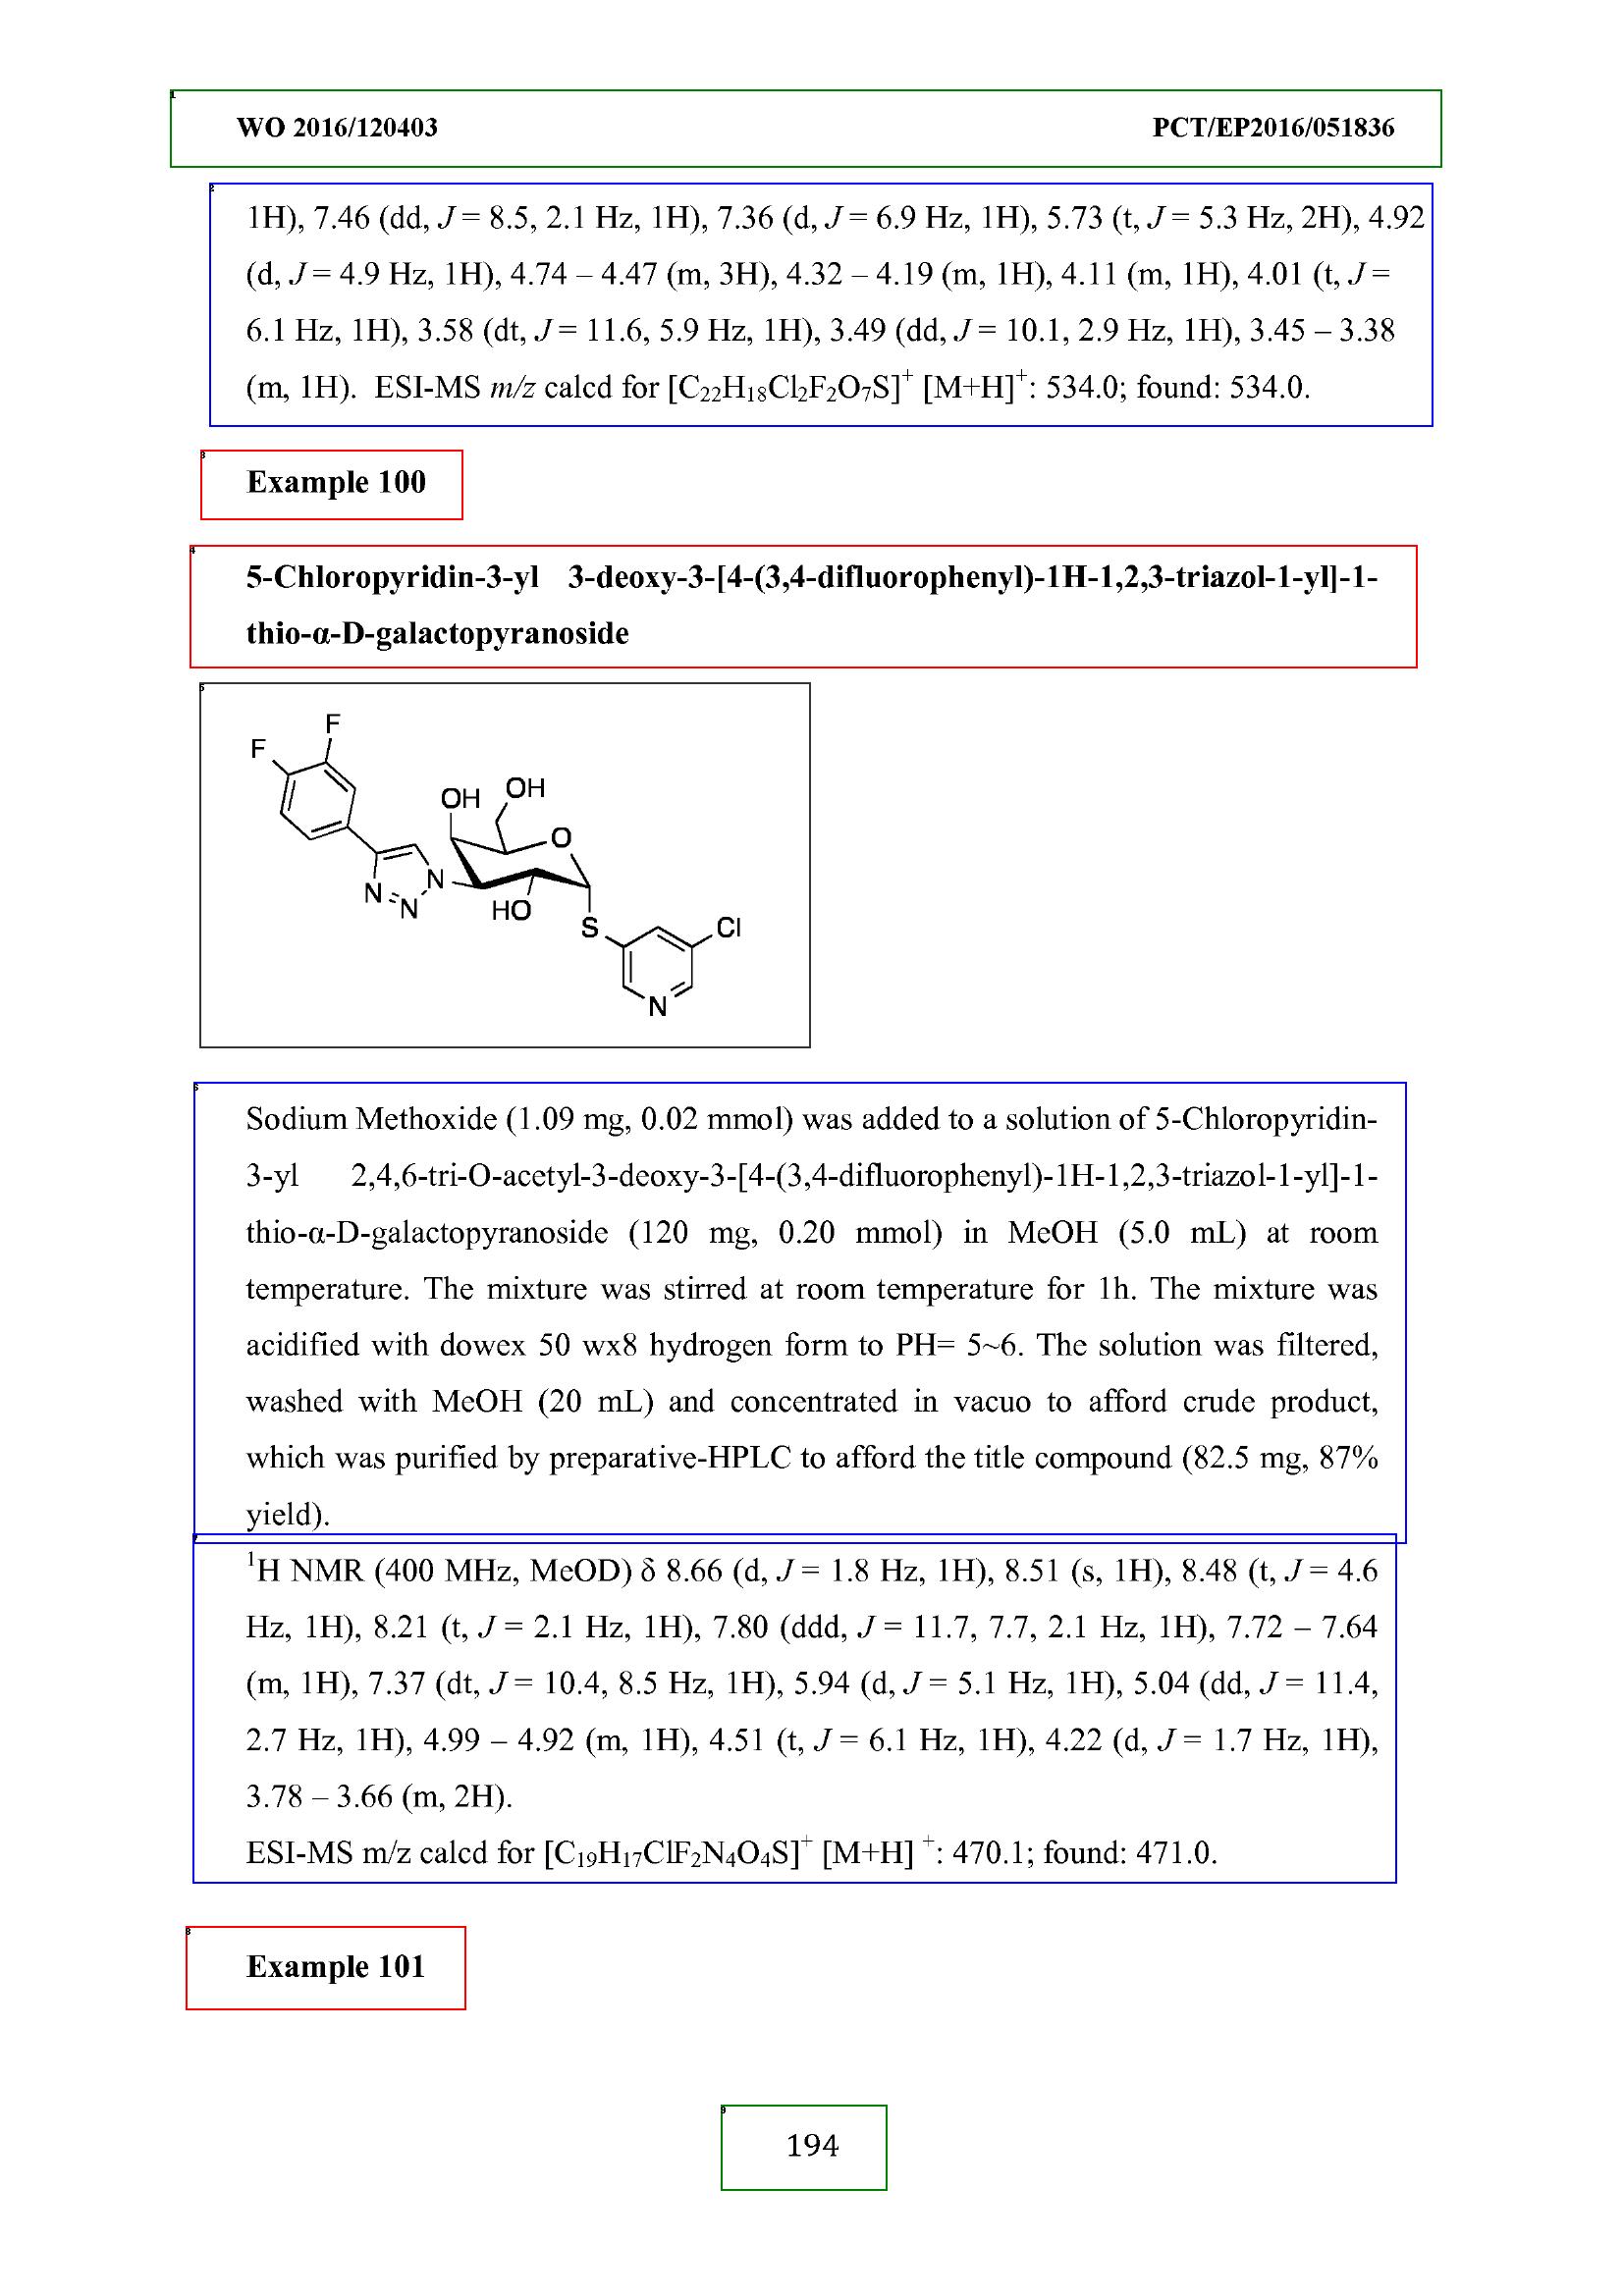 WO 2016/120403 PCT/EP2016/051836
1H), 7.46 (dd, J = 8.5, 2.1 Hz, 1H), 7.36 (d, J = 6.9 Hz, 1H), 5.73 (t, J = 5.3 Hz, 2H), 4.92
(d, J = 4.9 Hz, 1H), 4.74 – 4.47 (m, 3H), 4.32 – 4.19 (m, 1H), 4.11 (m, 1H), 4.01 (t, J =
6.1 Hz, 1H), 3.58 (dt, J = 11.6, 5.9 Hz, 1H), 3.49 (dd, J = 10.1, 2.9 Hz, 1H), 3.45 – 3.38
(m, 1H). ESI-MS m/z calcd for [C₂₂H₁₈Cl₂F₂O₇S]⁺ [M+H]⁺: 534.0; found: 534.0.
Example 100
5-Chloropyridin-3-yl 3-deoxy-3-[4-(3,4-difluorophenyl)-1H-1,2,3-triazol-1-yl]-1-
thio-α-D-galactopyranoside
F
F
OH
OH
O
N
N
N
HO
S
Cl
N
Sodium Methoxide (1.09 mg, 0.02 mmol) was added to a solution of 5-Chloropyridin-
3-yl 2,4,6-tri-O-acetyl-3-deoxy-3-[4-(3,4-difluorophenyl)-1H-1,2,3-triazol-1-yl]-1-
thio-α-D-galactopyranoside (120 mg, 0.20 mmol) in MeOH (5.0 mL) at room
temperature. The mixture was stirred at room temperature for 1h. The mixture was
acidified with dowex 50 wx8 hydrogen form to PH= 5~6. The solution was filtered,
washed with MeOH (20 mL) and concentrated in vacuo to afford crude product,
which was purified by preparative-HPLC to afford the title compound (82.5 mg, 87%
yield).
¹H NMR (400 MHz, MeOD) δ 8.66 (d, J = 1.8 Hz, 1H), 8.51 (s, 1H), 8.48 (t, J = 4.6
Hz, 1H), 8.21 (t, J = 2.1 Hz, 1H), 7.80 (ddd, J = 11.7, 7.7, 2.1 Hz, 1H), 7.72 – 7.64
(m, 1H), 7.37 (dt, J = 10.4, 8.5 Hz, 1H), 5.94 (d, J = 5.1 Hz, 1H), 5.04 (dd, J = 11.4,
2.7 Hz, 1H), 4.99 – 4.92 (m, 1H), 4.51 (t, J = 6.1 Hz, 1H), 4.22 (d, J = 1.7 Hz, 1H),
3.78 – 3.66 (m, 2H).
ESI-MS m/z calcd for [C₁₉H₁₇ClF₂N₄O₄S]⁺ [M+H] ⁺: 470.1; found: 471.0.
Example 101
194